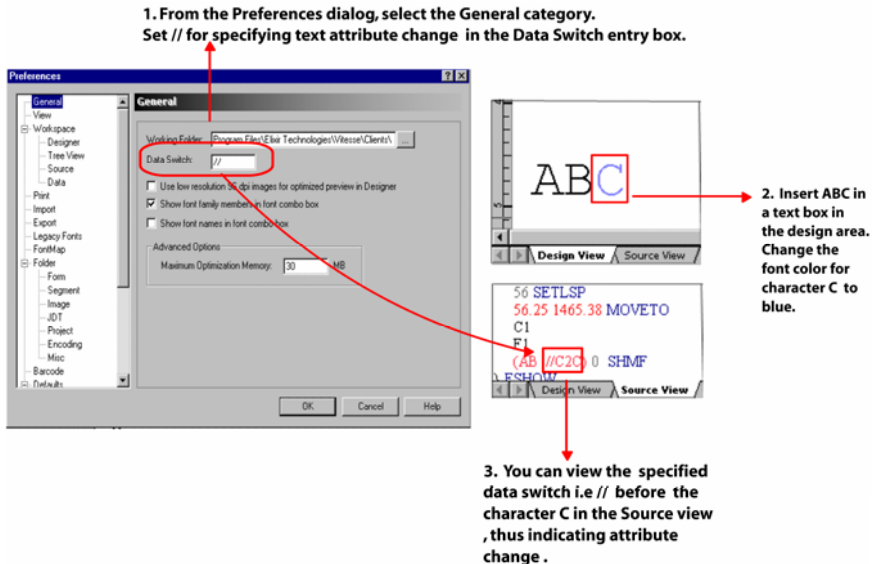 1. From the Preferences dialog, select the General category.
Set // for specifying text attribute change in the Data Switch entry box.
Preferences
General
View
Workspace
Designer
Tree View
Source
Data
Print
Import
Export
Legacy Fonts
FontMap
Folder
Form
Segment
Image
JDT
Project
Encoding
Misc
Barcode
Defaults
General
Working Folder: Program Files\Elixir Technologies\Vitesse\Clients\ ...
Data Switch: //
Use low resolution 96 dpi images for optimized preview in Designer
Show font family members in font combo box
Show font names in font combo box
Advanced Options
Maximum Optimization Memory: 30 MB
OK Cancel Help
ABC
Design View Source View
2. Insert ABC in
a text box in
the design area.
Change the
font color for
character C to
blue.
56 SETLSP
56.25 1465.38 MOVETO
C1
F1
(AB //C2C) 0 SHMF
} ESHOW
Design View Source View
3. You can view the specified
data switch i.e // before the
character C in the Source view
, thus indicating attribute
change .